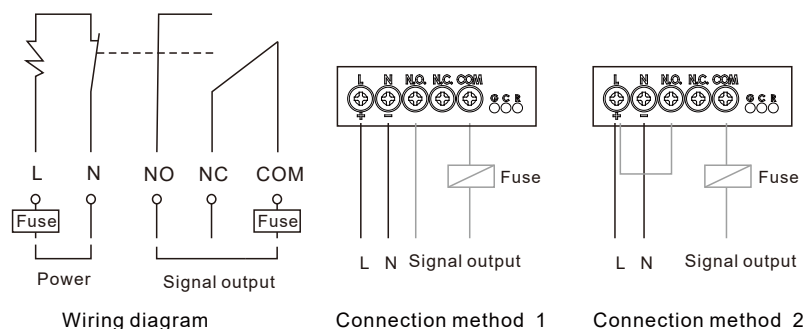 L N NO NC COM
Fuse Fuse
Power Signal output
Wiring diagram
L N N.O. N.C. COM
G C R
+ −
Fuse
L N Signal output
Connection method 1
L N N.O. N.C. COM
G C R
+ −
Fuse
L N Signal output
Connection method 2